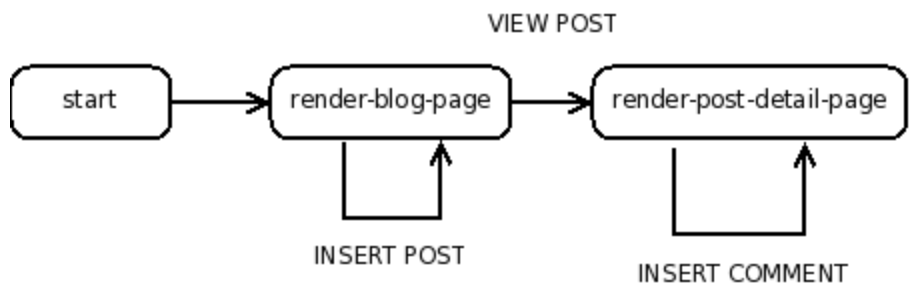 VIEW POST
start
render-blog-page
render-post-detail-page
INSERT POST
INSERT COMMENT